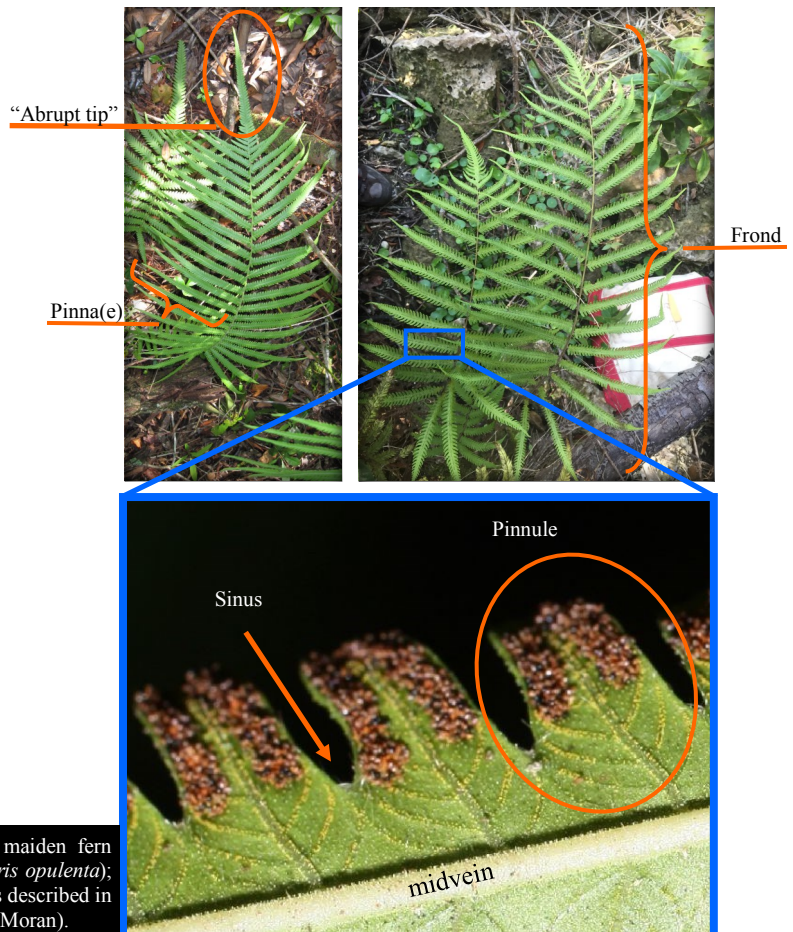 “Abrupt tip”
Frond
Pinna(e)
Pinnule
Sinus
midvein
maiden fern
ris opulenta);
s described in
Moran).